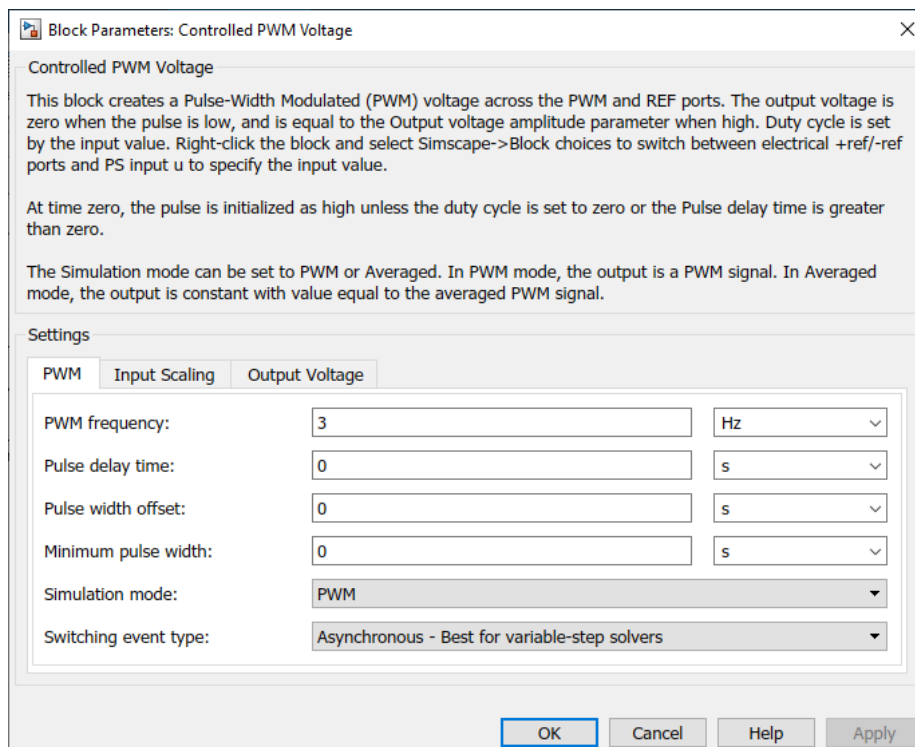 Block Parameters: Controlled PWM Voltage
Controlled PWM Voltage
This block creates a Pulse-Width Modulated (PWM) voltage across the PWM and REF ports. The output voltage is
zero when the pulse is low, and is equal to the Output voltage amplitude parameter when high. Duty cycle is set
by the input value. Right-click the block and select Simscape->Block choices to switch between electrical +ref/-ref
ports and PS input u to specify the input value.
At time zero, the pulse is initialized as high unless the duty cycle is set to zero or the Pulse delay time is greater
than zero.
The Simulation mode can be set to PWM or Averaged. In PWM mode, the output is a PWM signal. In Averaged
mode, the output is constant with value equal to the averaged PWM signal.
Settings
PWM Input Scaling Output Voltage
PWM frequency: 3 Hz
Pulse delay time: 0 s
Pulse width offset: 0 s
Minimum pulse width: 0 s
Simulation mode: PWM
Switching event type: Asynchronous - Best for variable-step solvers
OK Cancel Help Apply